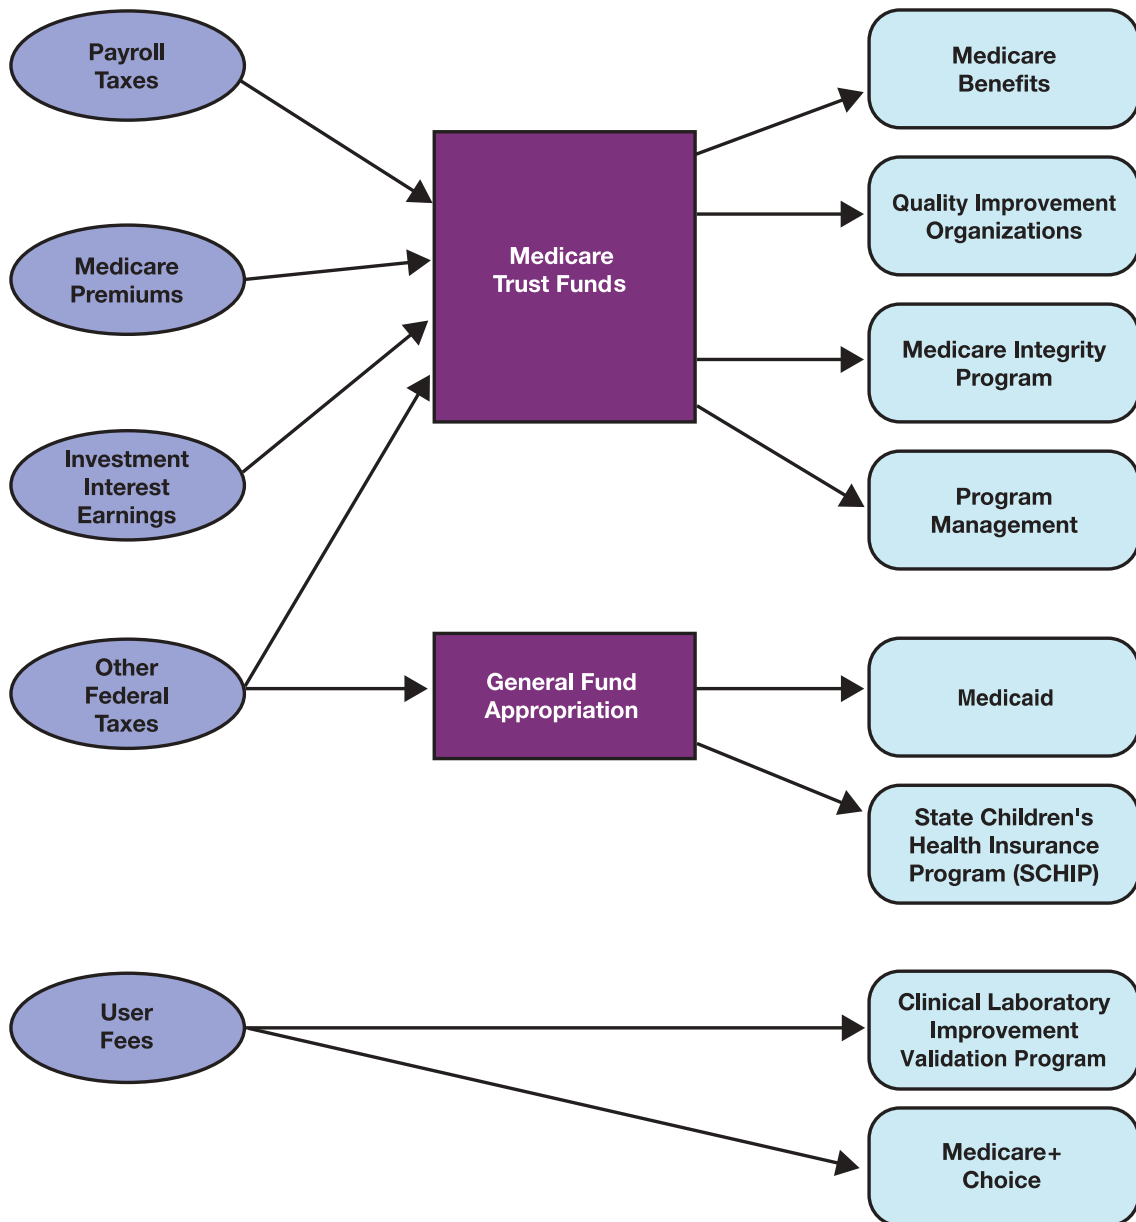 Payroll
Taxes
Medicare
Premiums
Investment
Interest
Earnings
Other
Federal
Taxes
User
Fees
Medicare
Trust Funds
General Fund
Appropriation
Medicare
Benefits
Quality Improvement
Organizations
Medicare Integrity
Program
Program
Management
Medicaid
State Children's
Health Insurance
Program (SCHIP)
Clinical Laboratory
Improvement
Validation Program
Medicare+
Choice